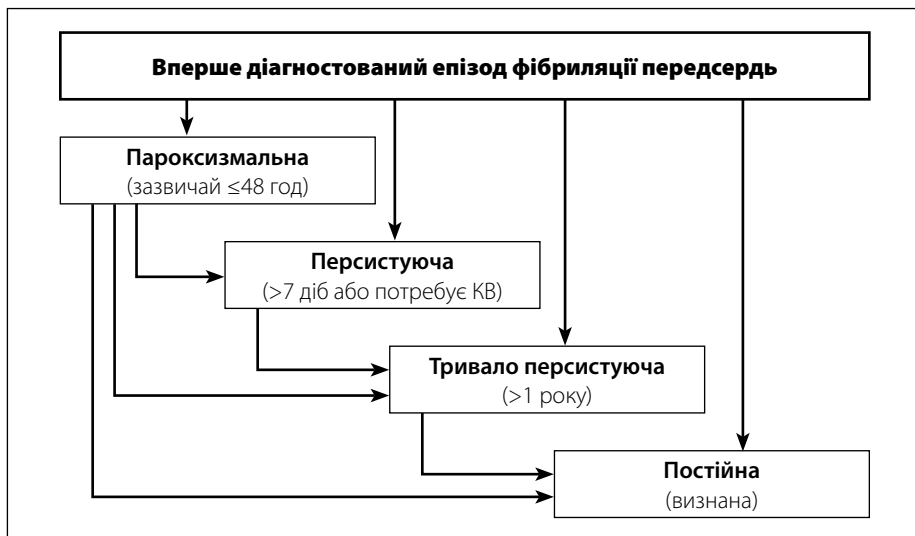 Вперше діагностований епізод фібриляції передсердь
Пароксизмальна
(зазвичай ≤48 год)
Персистуюча
(>7 діб або потребує КВ)
Тривало персистуюча
(>1 року)
Постійна
(визнана)